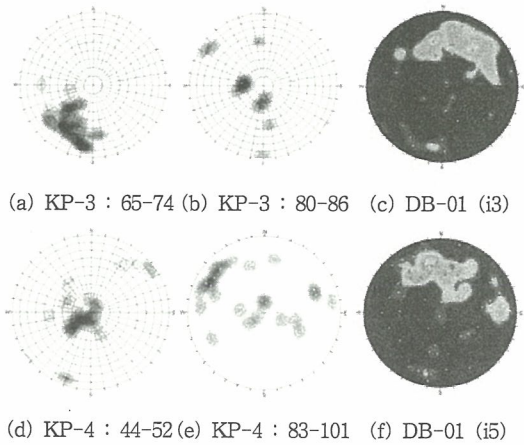 (a) KP-3 : 65-74 (b) KP-3 : 80-86 (c) DB-01 (i3)
(d) KP-4 : 44-52 (e) KP-4 : 83-101 (f) DB-01 (i5)